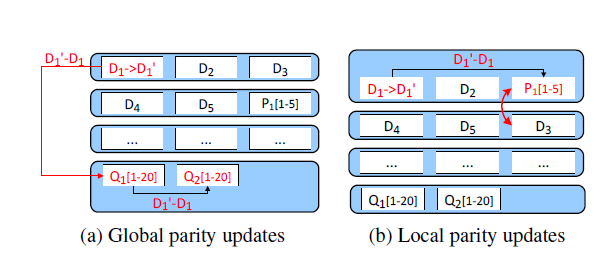 D1'-D1
D1->D1' D2 D3
D4 D5 P1[1-5]
... ... ...
Q1[1-20] Q2[1-20]
D1'-D1
(a) Global parity updates
D1'-D1
D1->D1' D2 P1[1-5]
D4 D5 D3
... ... ...
Q1[1-20] Q2[1-20]
(b) Local parity updates